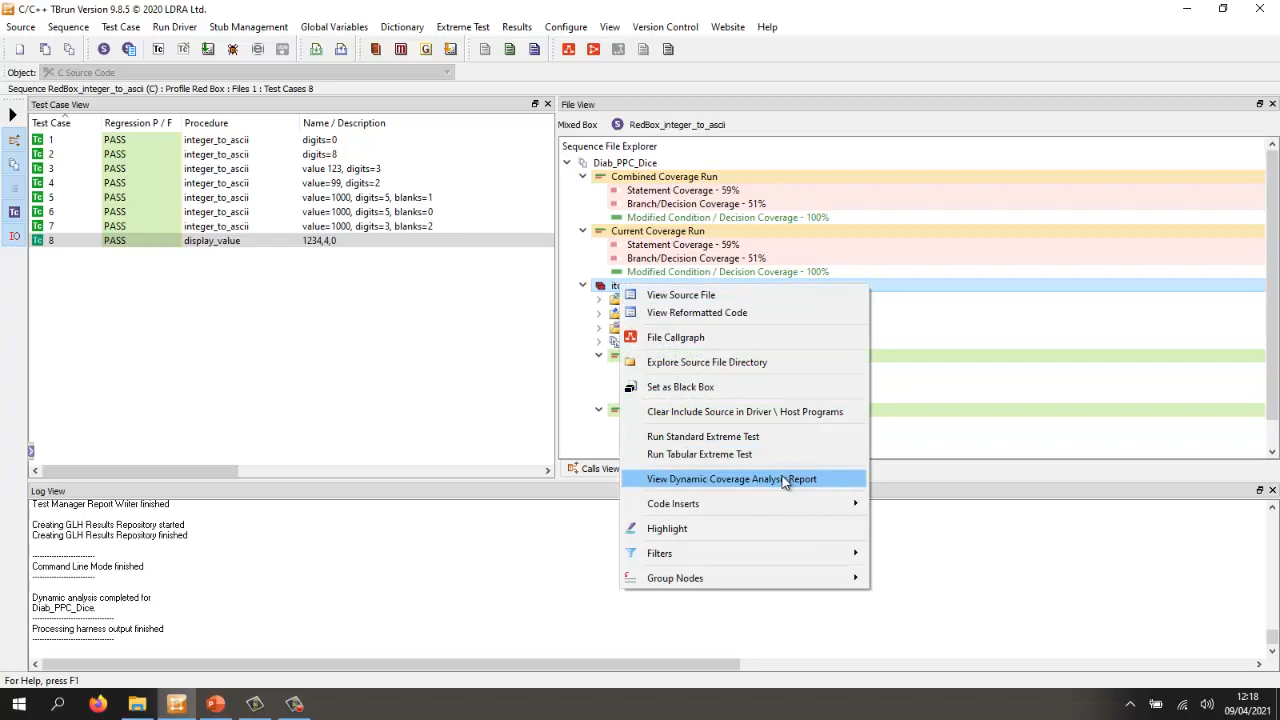 C/C++ TBrun Version 9.8.5 © 2020 LDRA Ltd.
Source Sequence Test Case Run Driver Stub Management Global Variables Dictionary Extreme Test Results Configure View Version Control Website Help
Object: C Source Code
Sequence RedBox_integer_to_ascii (C) : Profile Red Box : Files 1 : Test Cases 8
Test Case View
Test Case Regression P / F Procedure Name / Description
Tc 1 PASS integer_to_ascii digits=0
Tc 2 PASS integer_to_ascii digits=8
Tc 3 PASS integer_to_ascii value 123, digits=3
Tc 4 PASS integer_to_ascii value=99, digits=2
Tc 5 PASS integer_to_ascii value=1000, digits=5, blanks=1
Tc 6 PASS integer_to_ascii value=1000, digits=5, blanks=0
Tc 7 PASS integer_to_ascii value=1000, digits=3, blanks=2
Tc 8 PASS display_value 1234,4,0
File View
Mixed Box S RedBox_integer_to_ascii
Sequence File Explorer
Diab_PPC_Dice
Combined Coverage Run
Statement Coverage - 59%
Branch/Decision Coverage - 51%
Modified Condition / Decision Coverage - 100%
Current Coverage Run
Statement Coverage - 59%
Branch/Decision Coverage - 51%
Modified Condition / Decision Coverage - 100%
View Source File
View Reformatted Code
File Callgraph
Explore Source File Directory
Set as Black Box
Clear Include Source in Driver \ Host Programs
Run Standard Extreme Test
Run Tabular Extreme Test
View Dynamic Coverage Analysis Report
Code Inserts
Highlight
Filters
Group Nodes
Calls View
Log View
Test Manager Report Writer finished
Creating GLH Results Repository started
Creating GLH Results Repository finished
------------------------
Command Line Mode finished
------------------------
Dynamic analysis completed for
Diab_PPC_Dice.
-----------------------------
Processing harness output finished
-----------------------------
For Help, press F1
12:18
09/04/2021